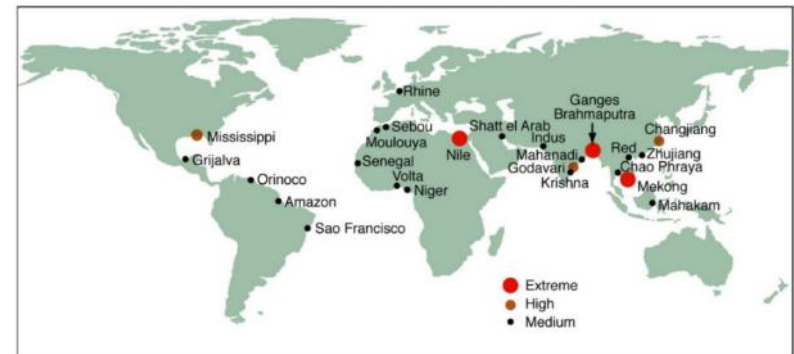 Rhine
Ganges
Brahmaputra
Changjiang
Mississippi
Sebou
Moulouya
Shatt el Arab
Indus
Nile
Mahanadi
Red
Zhujiang
Grijalva
Senegal
Godavari
Chao Phraya
Volta
Krishna
Mekong
Orinoco
Niger
Amazon
Mahakam
Sao Francisco
Extreme
High
Medium